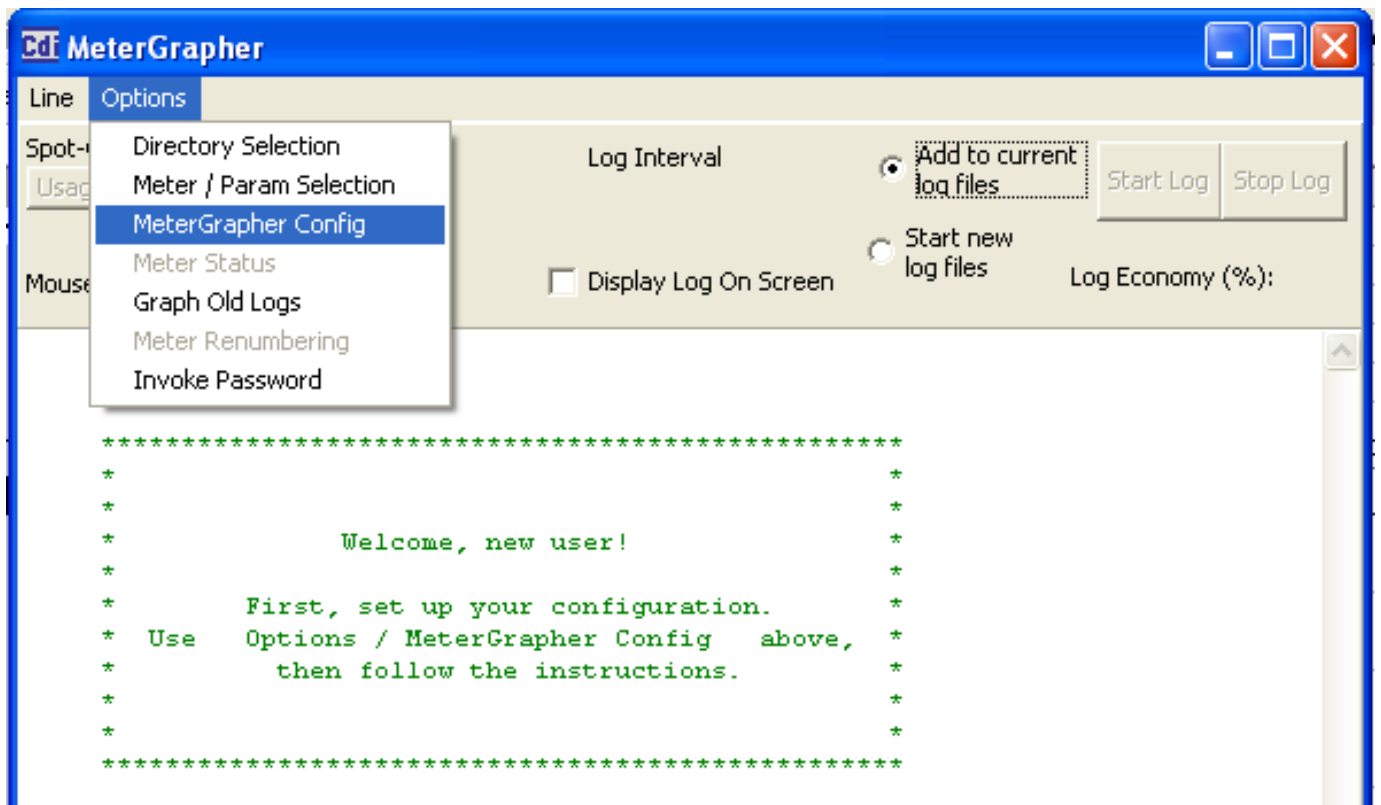 Cdi MeterGrapher
Line Options
Directory Selection
Meter / Param Selection
MeterGrapher Config
Meter Status
Graph Old Logs
Meter Renumbering
Invoke Password
Log Interval
Add to current
log files
Start Log Stop Log
Start new
log files
Display Log On Screen
Log Economy (%):
**************************************************
* *
* *
* Welcome, new user! *
* *
* First, set up your configuration. *
* Use Options / MeterGrapher Config above, *
* then follow the instructions. *
* *
* *
**************************************************